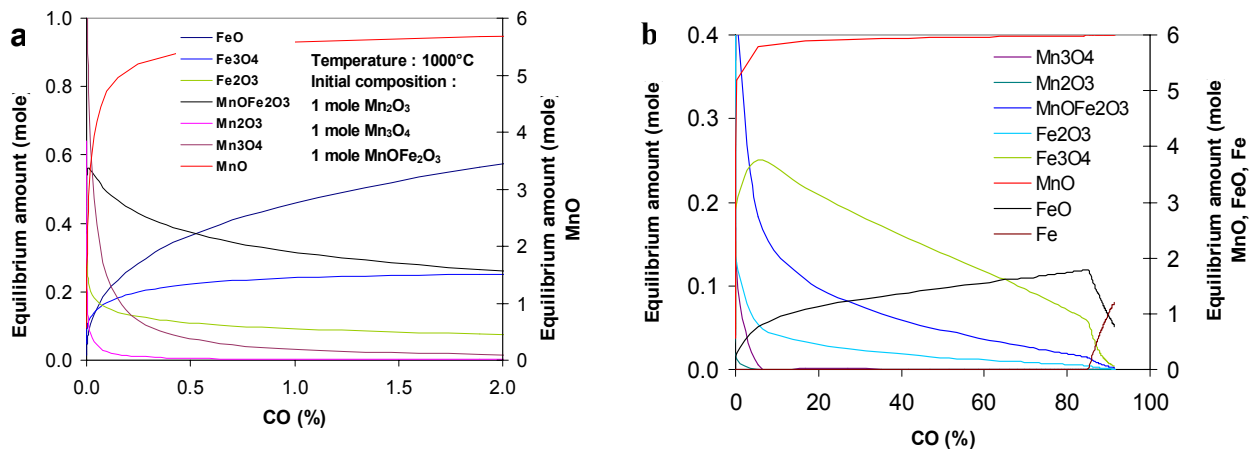 a
Equilibrium amount (mole)
1.0
0.8
0.6
0.4
0.2
0.0
FeO
Fe3O4
Fe2O3
MnOFe2O3
Mn2O3
Mn3O4
MnO
Temperature : 1000°C
Initial composition :
1 mole Mn₂O₃
1 mole Mn₃O₄
1 mole MnOFe₂O₃
6
5
4
3
2
1
0
Equilibrium amount (mole)
MnO
0.0
0.5
1.0
1.5
2.0
CO (%)
b
Equilibrium amount (mole
0.4
0.3
0.2
0.1
0.0
Mn3O4
Mn2O3
MnOFe2O3
Fe2O3
Fe3O4
MnO
FeO
Fe
6
5
4
3
2
1
0
Equilibrium amount (mole
MnO, FeO, Fe
0
20
40
60
80
100
CO (%)